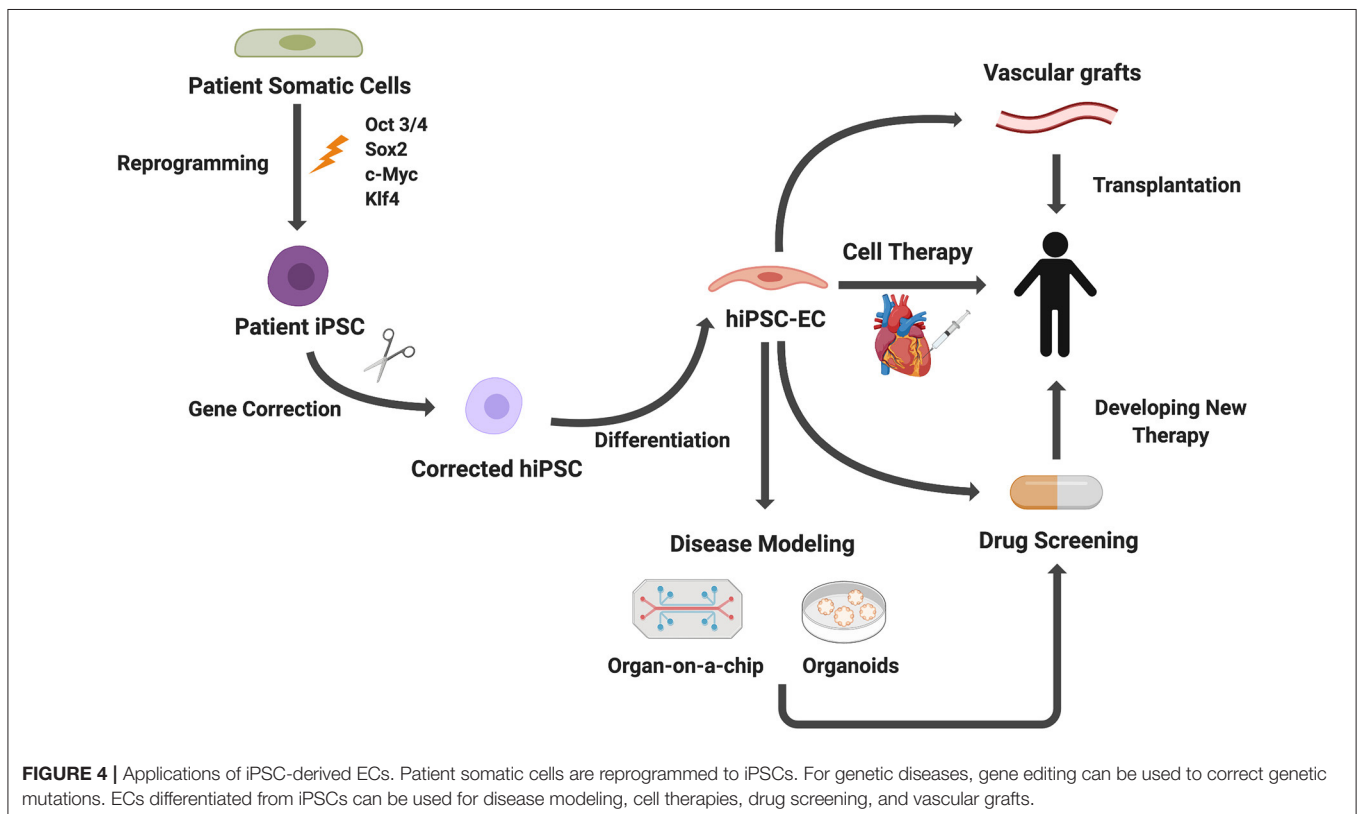 Patient Somatic Cells
Reprogramming
Oct 3/4
Sox2
c-Myc
Klf4
Patient iPSC
Gene Correction
Corrected hiPSC
Differentiation
hiPSC-EC
Vascular grafts
Transplantation
Cell Therapy
Developing New
Therapy
Drug Screening
Disease Modeling
Organ-on-a-chip
Organoids
FIGURE 4 | Applications of iPSC-derived ECs. Patient somatic cells are reprogrammed to iPSCs. For genetic diseases, gene editing can be used to correct genetic
mutations. ECs differentiated from iPSCs can be used for disease modeling, cell therapies, drug screening, and vascular grafts.